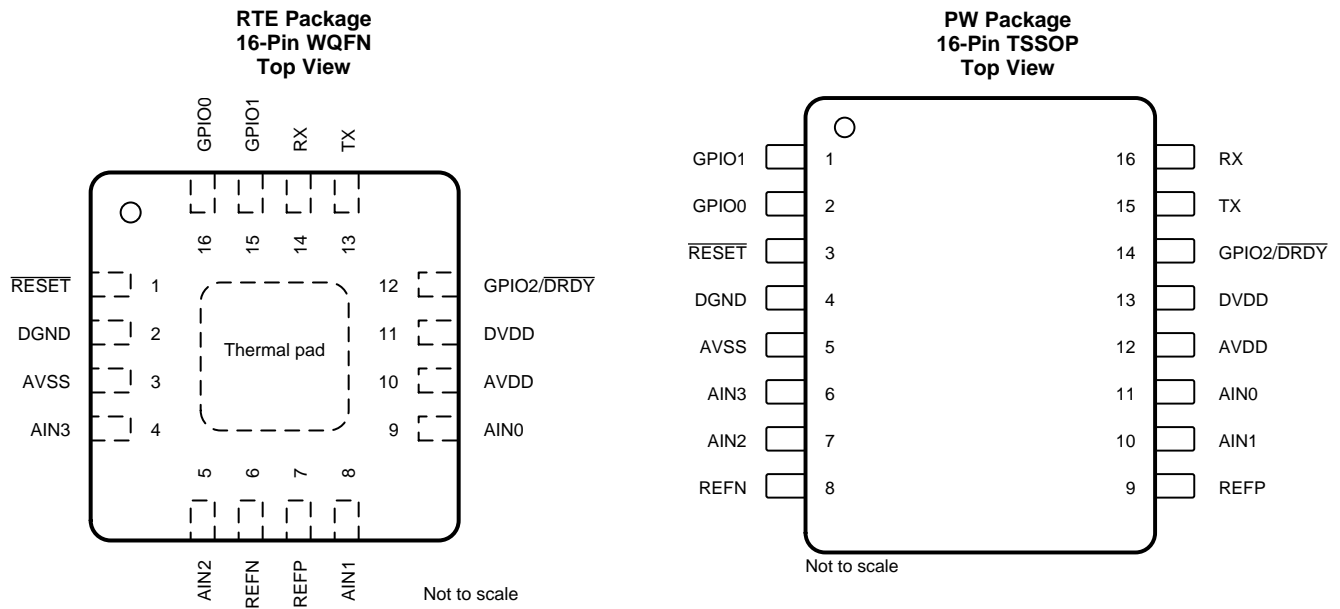 RTE Package
16-Pin WQFN
Top View
GPIO0
GPIO1
RX
TX
16
15
14
13
RESET
1
12
GPIO2/DRDY
DGND
2
11
DVDD
Thermal pad
AVSS
3
10
AVDD
AIN3
4
9
AIN0
5
6
7
8
AIN2
REFN
REFP
AIN1
Not to scale
PW Package
16-Pin TSSOP
Top View
GPIO1
1
16
RX
GPIO0
2
15
TX
RESET
3
14
GPIO2/DRDY
DGND
4
13
DVDD
AVSS
5
12
AVDD
AIN3
6
11
AIN0
AIN2
7
10
AIN1
REFN
8
9
REFP
Not to scale